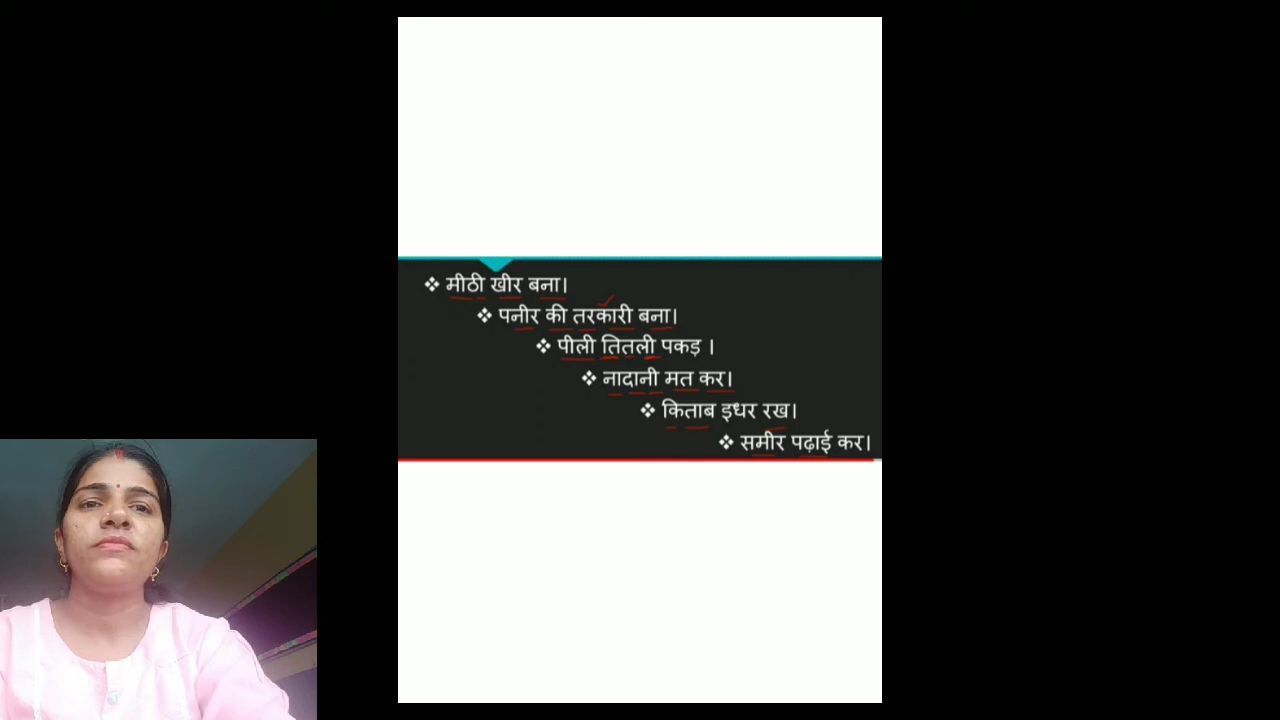 ❖ मीठी खीर बना।
❖ पनीर की तरकारी बना।
❖ पीली तितली पकड़ ।
❖ नादानी मत कर।
❖ किताब इधर रख।
❖ समीर पढ़ाई कर।